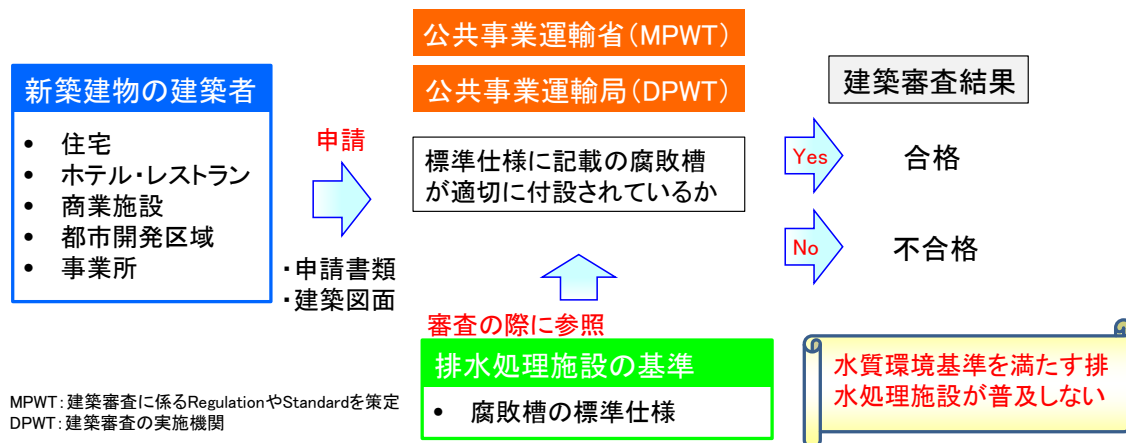 公共事業運輸省(MPWT)
公共事業運輸局(DPWT)
新築建物の建築者
• 住宅
• ホテル・レストラン
• 商業施設
• 都市開発区域
• 事業所
申請
・申請書類
・建築図面
標準仕様に記載の腐敗槽
が適切に付設されているか
建築審査結果
Yes
合格
No
不合格
審査の際に参照
排水処理施設の基準
• 腐敗槽の標準仕様
水質環境基準を満たす排
水処理施設が普及しない
MPWT:建築審査に係るRegulationやStandardを策定
DPWT:建築審査の実施機関